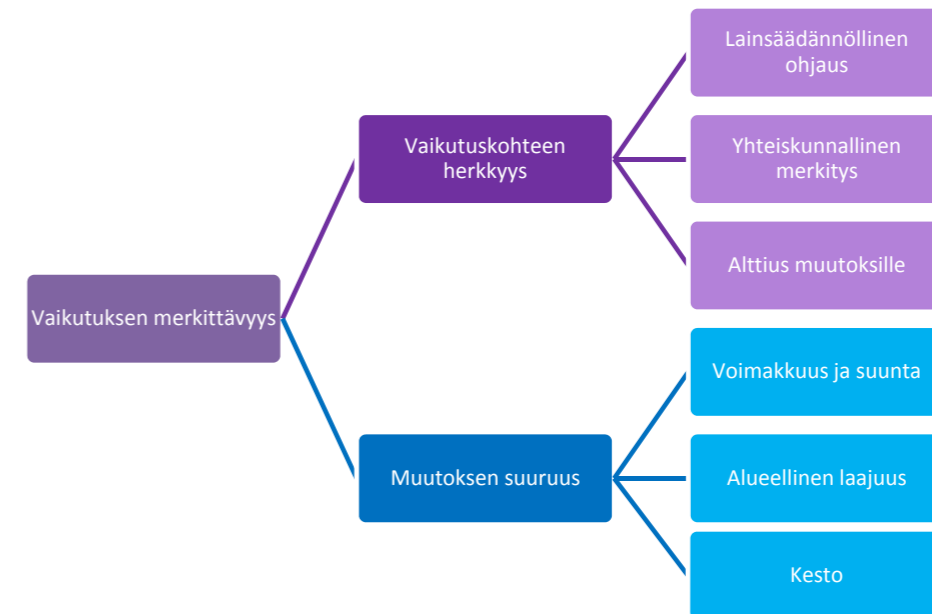 Vaikutuksen merkittävyys
Vaikutuskohteen
herkkyys
Lainsäädännöllinen
ohjaus
Yhteiskunnallinen
merkitys
Alttius muutoksille
Muutoksen suuruus
Voimakkuus ja suunta
Alueellinen laajuus
Kesto